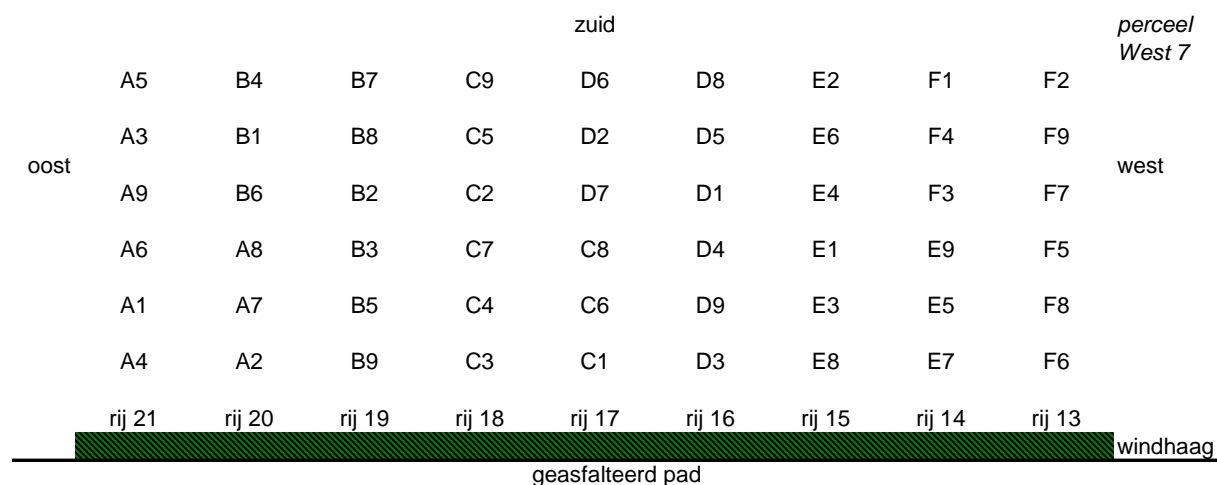 zuid perceel
West 7
A5 B4 B7 C9 D6 D8 E2 F1 F2
A3 B1 B8 C5 D2 D5 E6 F4 F9
oost west
A9 B6 B2 C2 D7 D1 E4 F3 F7
A6 A8 B3 C7 C8 D4 E1 E9 F5
A1 A7 B5 C4 C6 D9 E3 E5 F8
A4 A2 B9 C3 C1 D3 E8 E7 F6
rij 21 rij 20 rij 19 rij 18 rij 17 rij 16 rij 15 rij 14 rij 13
windhaag
geasfalteerd pad